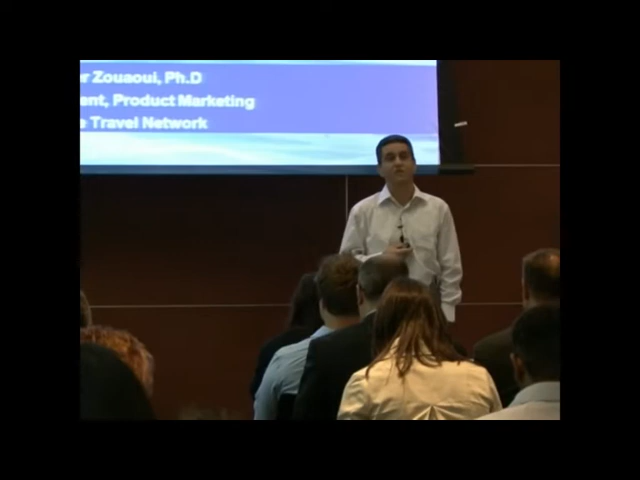 r Zouaoui, Ph.D
ent, Product Marketing
e Travel Network